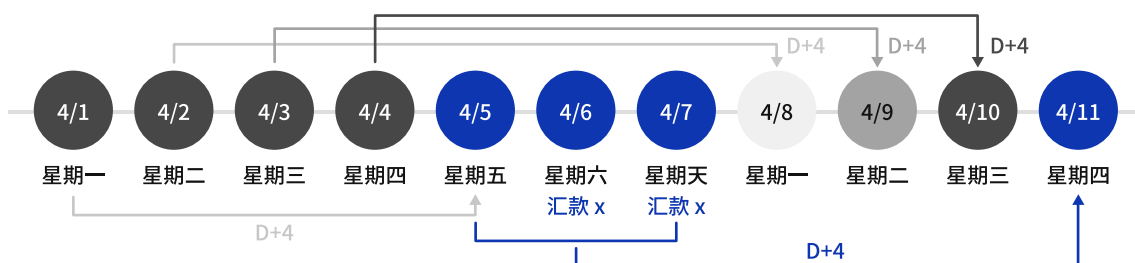 D+4 D+4 D+4
4/1 4/2 4/3 4/4 4/5 4/6 4/7 4/8 4/9 4/10 4/11
星期一 星期二 星期三 星期四 星期五 星期六 星期天 星期一 星期二 星期三 星期四
汇款 x 汇款 x
D+4
D+4